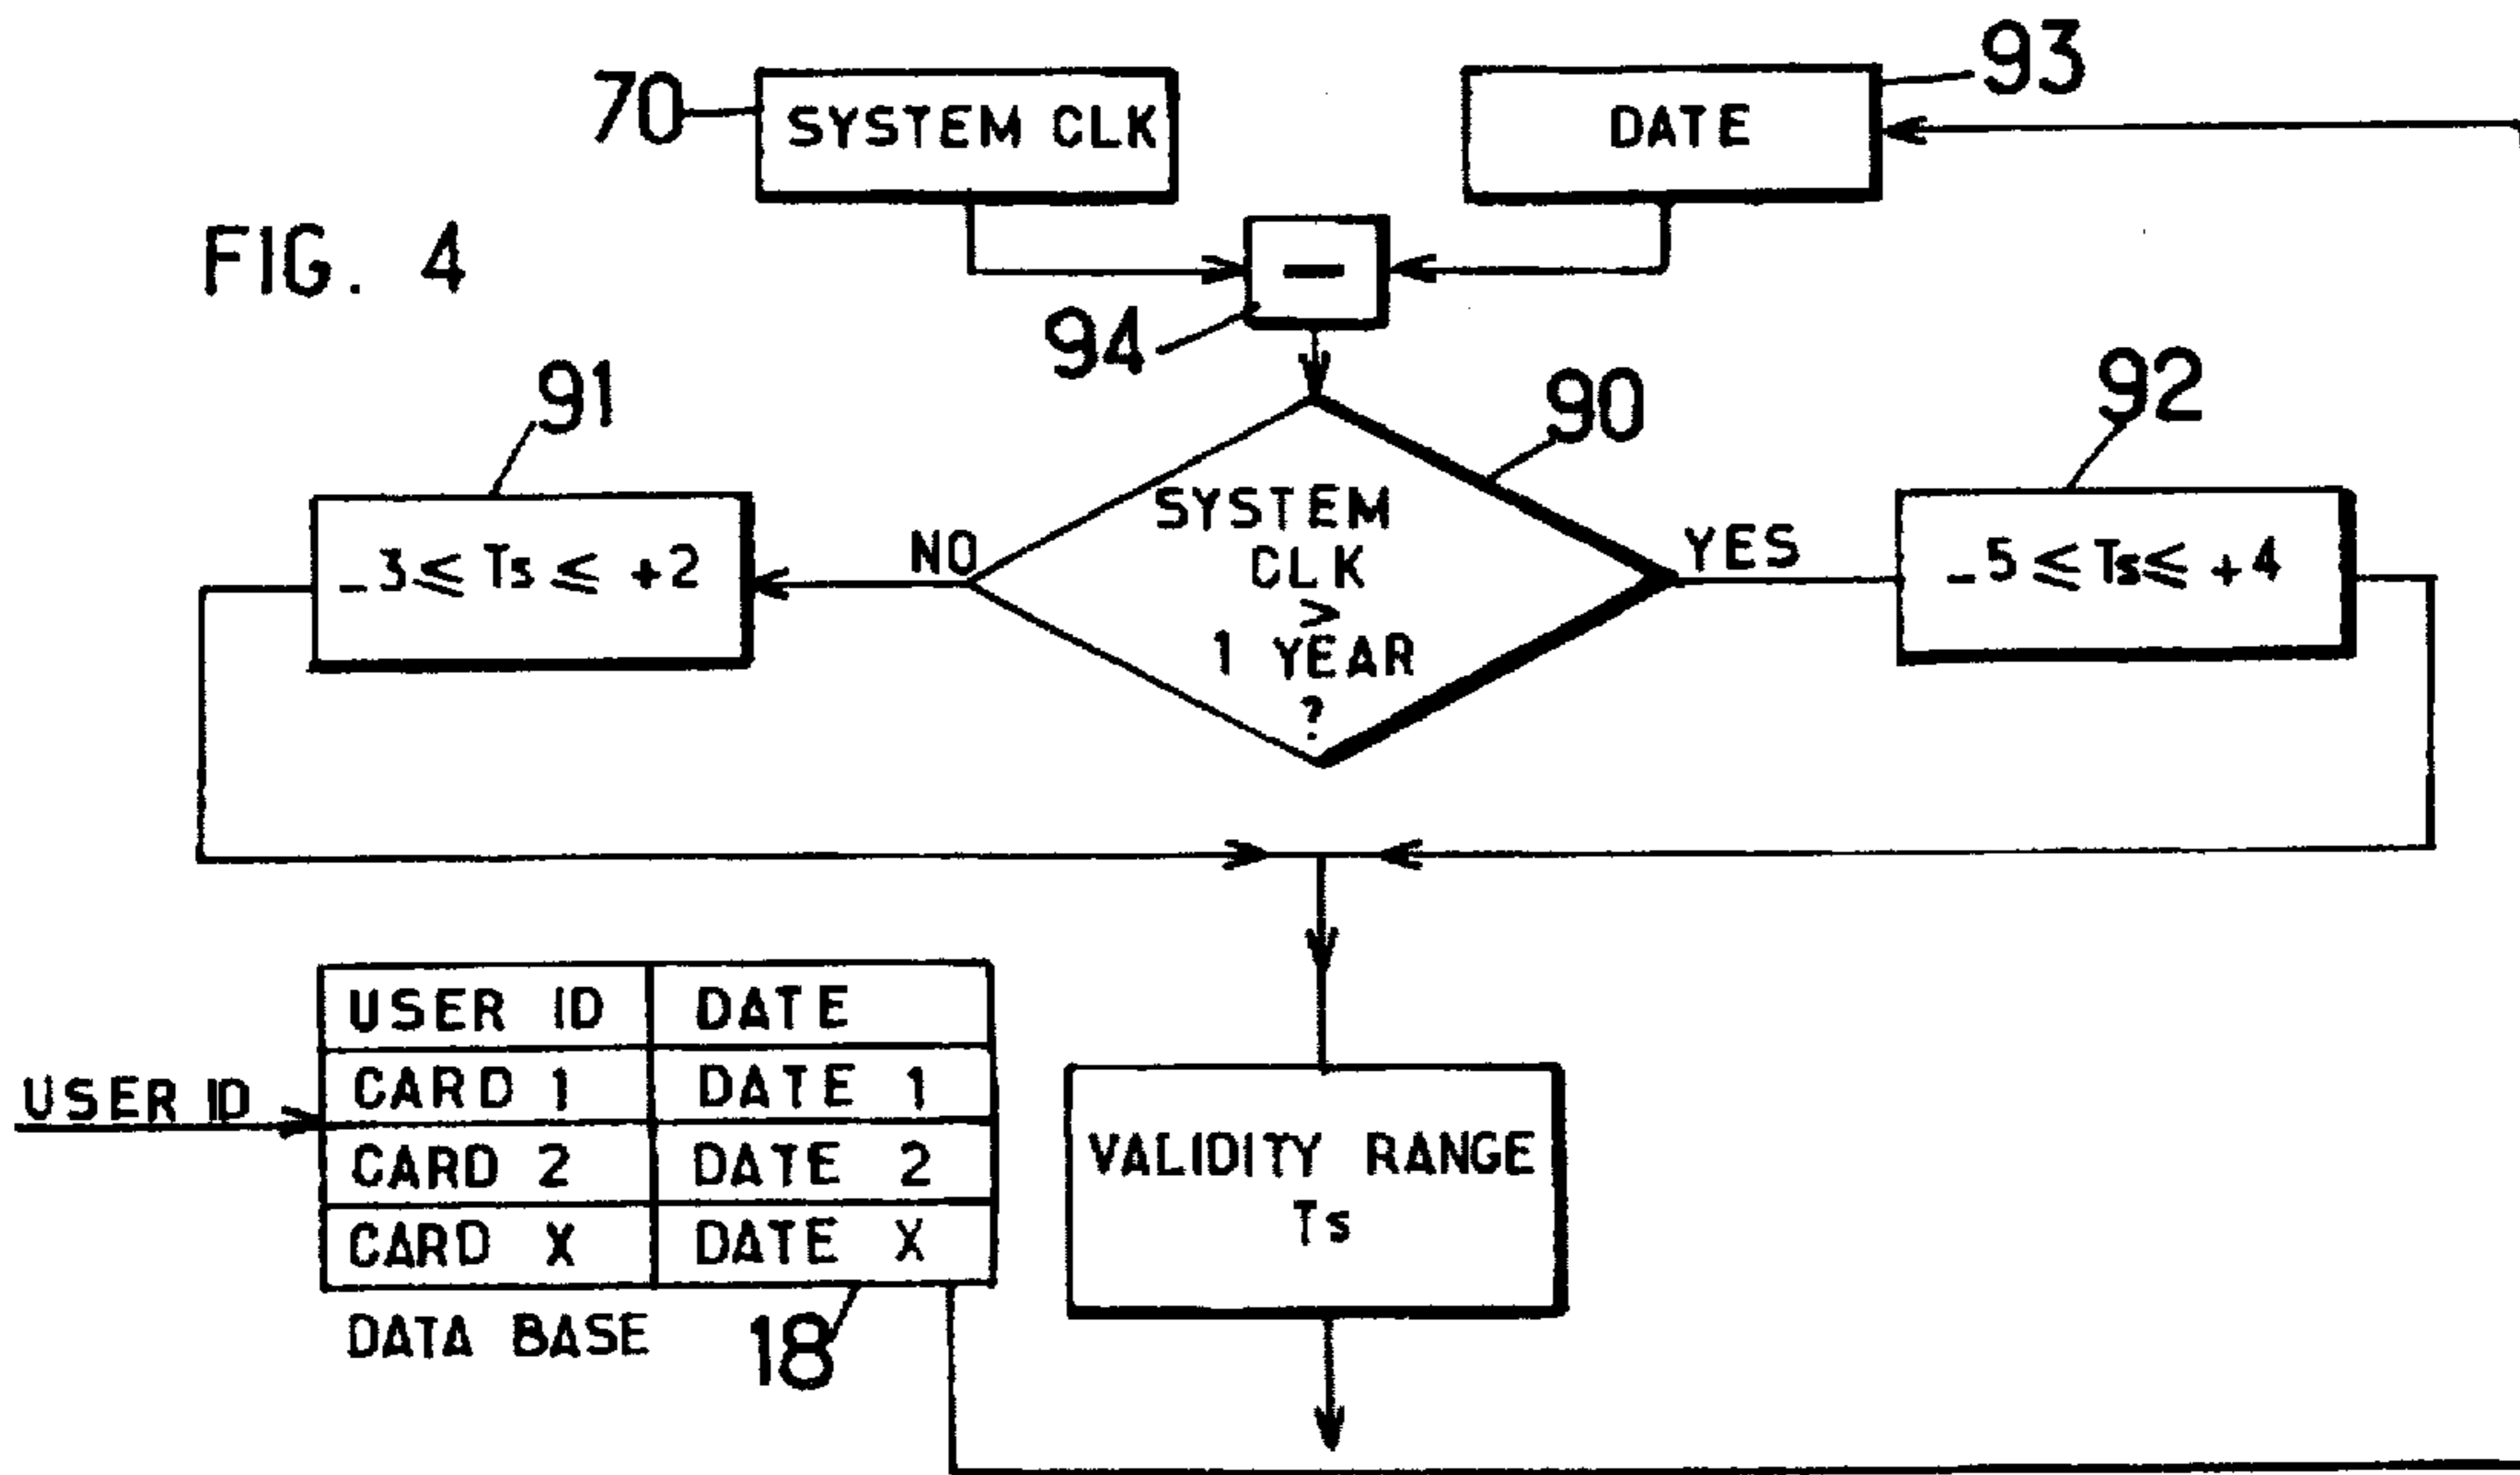 70
SYSTEM CLK
DATE
93
FIG. 4
−
94
91
90
92
−3 ≤ Ts ≤ +2
NO
SYSTEM
CLK
>
1 YEAR
?
YES
−5 ≤ Ts ≤ +4
USER ID
USER ID DATE
CARD 1 DATE 1
CARD 2 DATE 2
CARD X DATE X
DATA BASE
18
VALIDITY RANGE
Ts